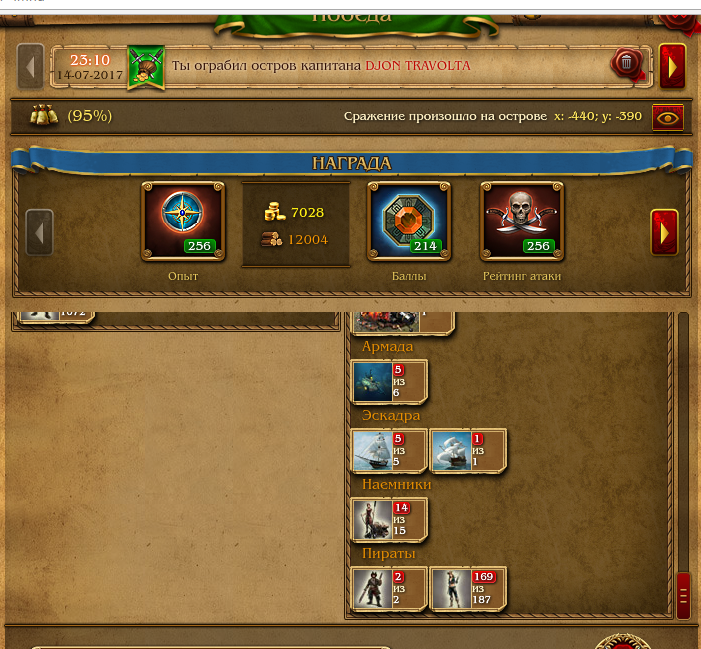 Победа
23:10
14-07-2017
Ты ограбил остров капитана DJON TRAVOLTA
(95%)
Сражение произошло на острове x: -440; y: -390
НАГРАДА
256
Опыт
7028
12004
214
Баллы
256
Рейтинг атаки
1072
1
Армада
5
из
6
Эскадра
5
из
5
1
из
1
Наемники
14
из
15
Пираты
2
из
2
169
из
187